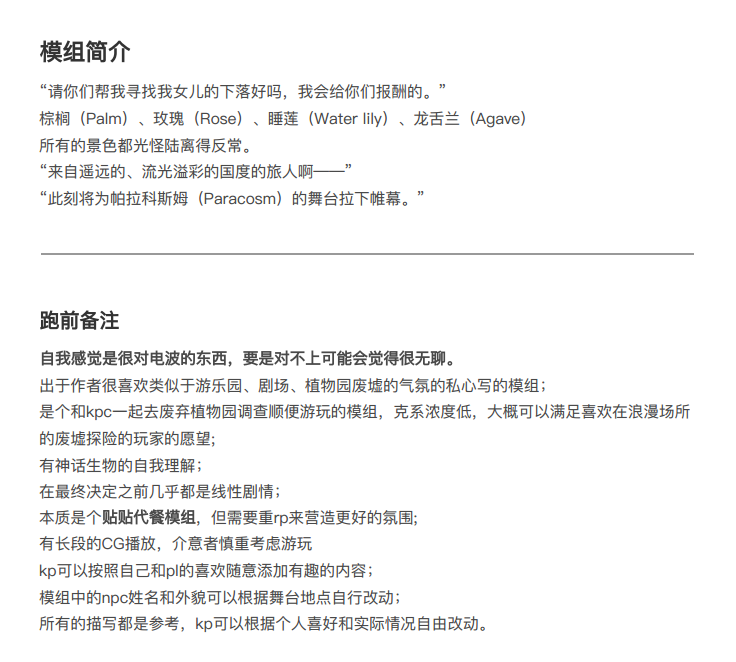 模组简介
“请你们帮我寻找我女儿的下落好吗，我会给你们报酬的。”
棕榈（Palm）、玫瑰（Rose）、睡莲（Water lily）、龙舌兰（Agave）
所有的景色都光怪陆离得反常。
“来自遥远的、流光溢彩的国度的旅人啊——”
“此刻将为帕拉科斯姆（Paracosm）的舞台拉下帷幕。”
跑前备注
自我感觉是很对电波的东西，要是对不上可能会觉得很无聊。
出于作者很喜欢类似于游乐园、剧场、植物园废墟的气氛的私心写的模组；
是个和kpc一起去废弃植物园调查顺便游玩的模组，克系浓度低，大概可以满足喜欢在浪漫场所
的废墟探险的玩家的愿望；
有神话生物的自我理解；
在最终决定之前几乎都是线性剧情；
本质是个贴贴代餐模组，但需要重rp来营造更好的氛围；
有长段的CG播放，介意者慎重考虑游玩
kp可以按照自己和pl的喜欢随意添加有趣的内容；
模组中的npc姓名和外貌可以根据舞台地点自行改动；
所有的描写都是参考，kp可以根据个人喜好和实际情况自由改动。